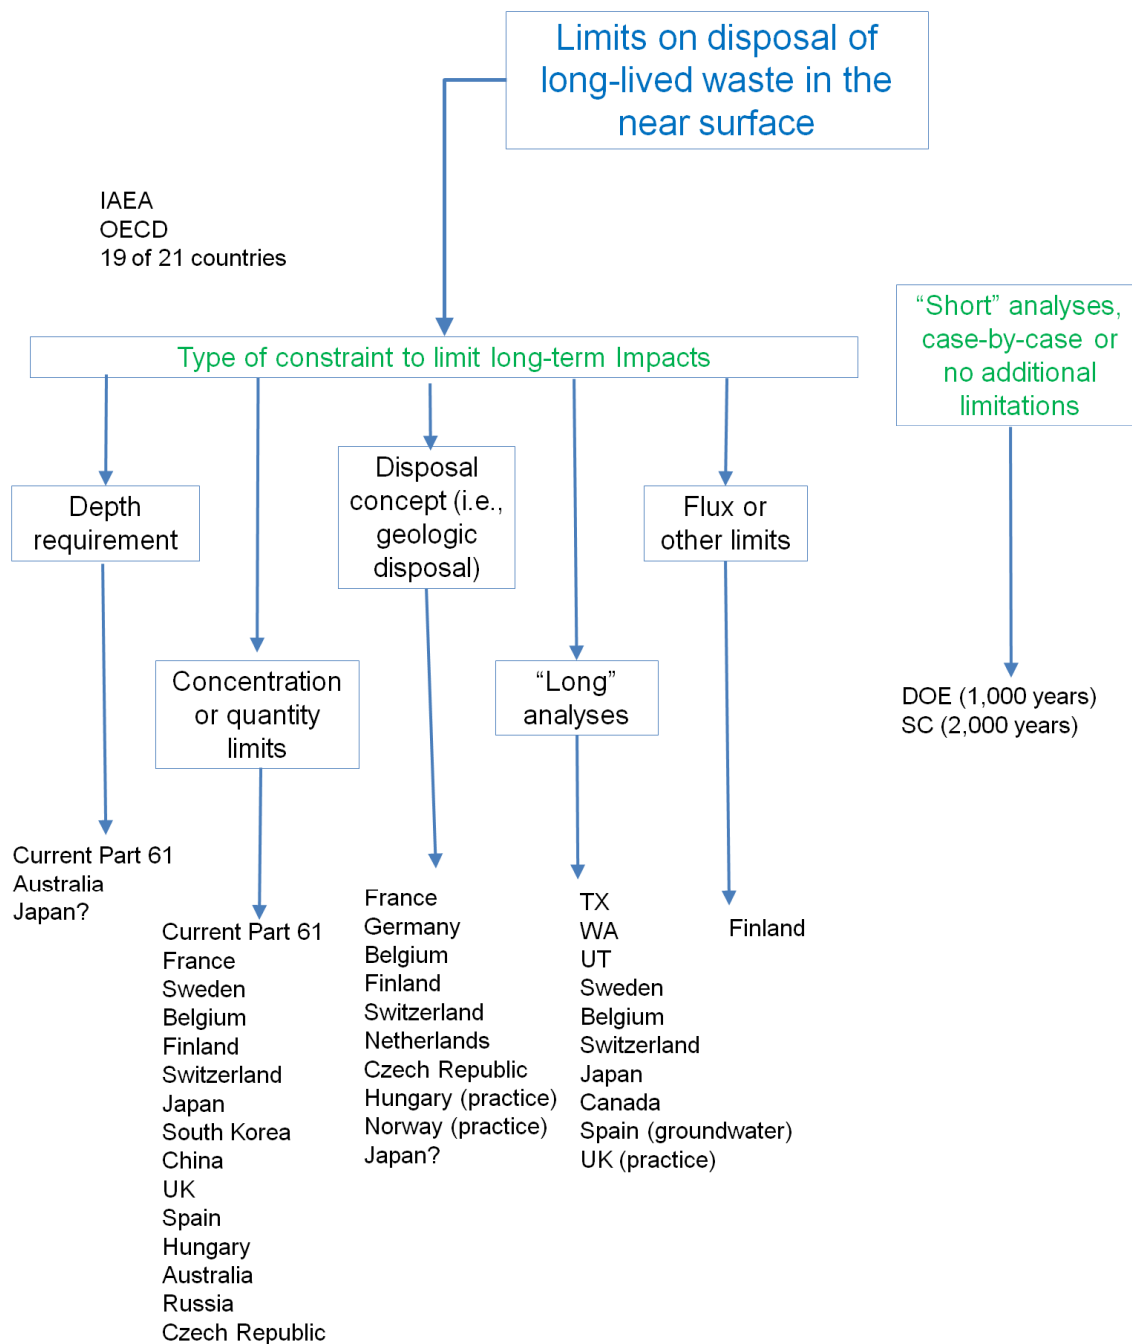 Limits on disposal of
long-lived waste in the
near surface
IAEA
OECD
19 of 21 countries
“Short” analyses,
case-by-case or
no additional
limitations
Type of constraint to limit long-term Impacts
Depth
requirement
Disposal
concept (i.e.,
geologic
disposal)
Flux or
other limits
Concentration
or quantity
limits
“Long”
analyses
DOE (1,000 years)
SC (2,000 years)
Current Part 61
Australia
Japan?
Current Part 61
France
Sweden
Belgium
Finland
Switzerland
Japan
South Korea
China
UK
Spain
Hungary
Australia
Russia
Czech Republic
France
Germany
Belgium
Finland
Switzerland
Netherlands
Czech Republic
Hungary (practice)
Norway (practice)
Japan?
TX
WA
UT
Sweden
Belgium
Switzerland
Japan
Canada
Spain (groundwater)
UK (practice)
Finland